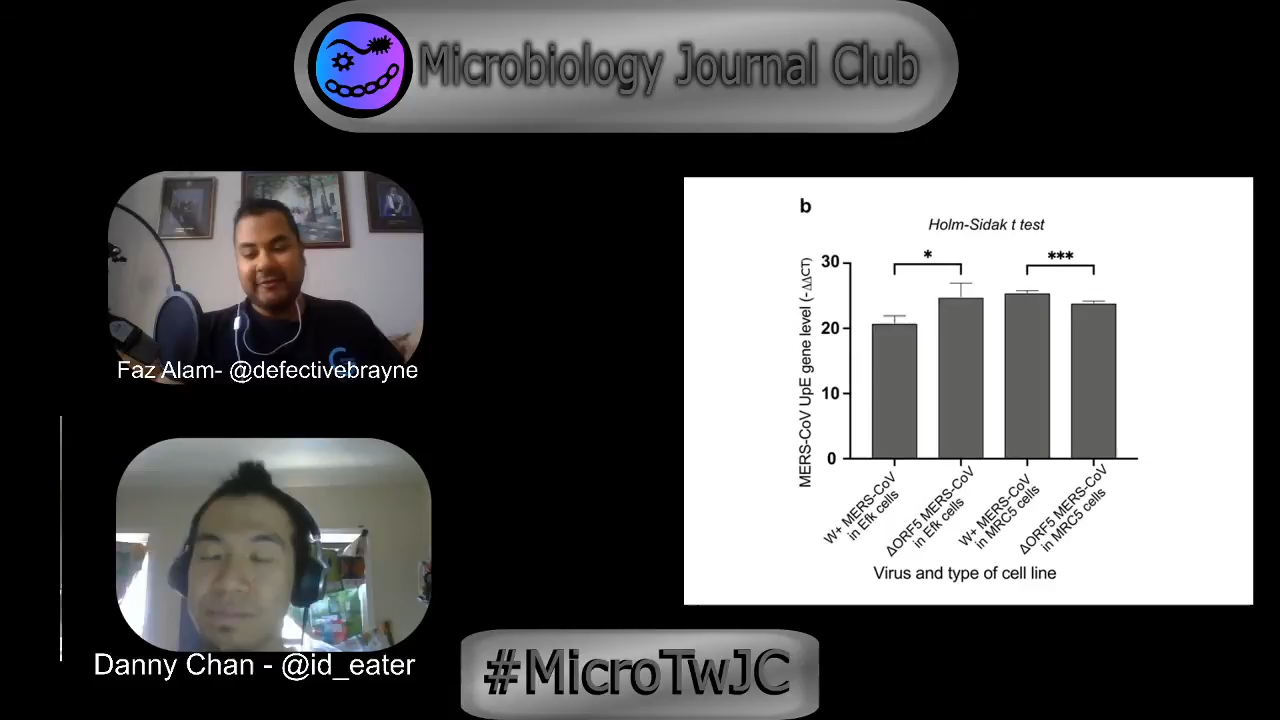 Microbiology Journal Club
Faz Alam- @defectivebrayne
Danny Chan - @id_eater
b
Holm-Sidak t test
MERS-CoV UpE gene level (-ΔΔCT)
30
20
10
0
*
***
W+ MERS-CoV
in Efk cells
ΔORF5 MERS-CoV
in Efk cells
W+ MERS-CoV
in MRC5 cells
ΔORF5 MERS-CoV
in MRC5 cells
Virus and type of cell line
#MicroTwJC